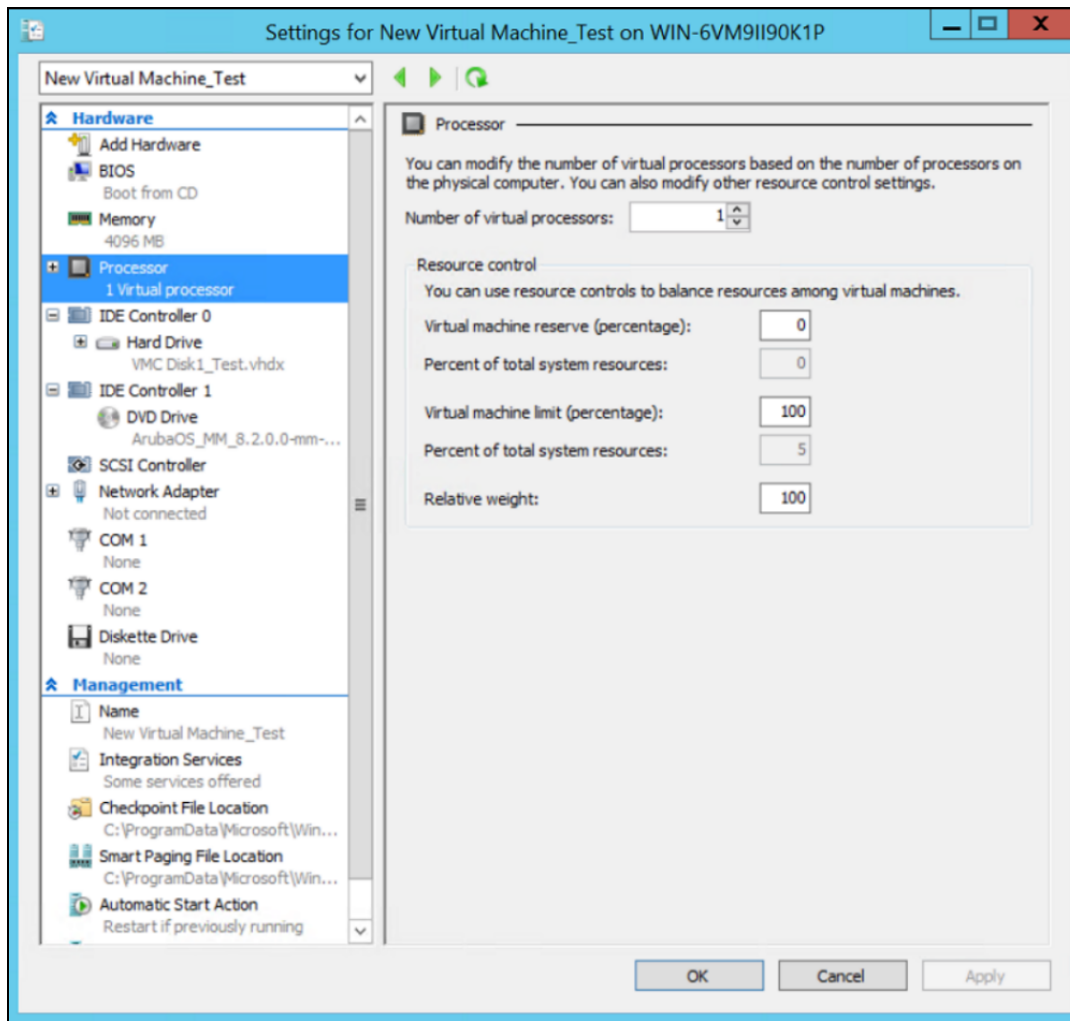 Settings for New Virtual Machine_Test on WIN-6VM9II90K1P
New Virtual Machine_Test
Hardware
Add Hardware
BIOS
Boot from CD
Memory
4096 MB
Processor
1 Virtual processor
IDE Controller 0
Hard Drive
VMC Disk1_Test.vhdx
IDE Controller 1
DVD Drive
ArubaOS_MM_8.2.0.0-mm-...
SCSI Controller
Network Adapter
Not connected
COM 1
None
COM 2
None
Diskette Drive
None
Management
Name
New Virtual Machine_Test
Integration Services
Some services offered
Checkpoint File Location
C:\ProgramData\Microsoft\Win...
Smart Paging File Location
C:\ProgramData\Microsoft\Win...
Automatic Start Action
Restart if previously running
Processor
You can modify the number of virtual processors based on the number of processors on
the physical computer. You can also modify other resource control settings.
Number of virtual processors: 1
Resource control
You can use resource controls to balance resources among virtual machines.
Virtual machine reserve (percentage): 0
Percent of total system resources: 0
Virtual machine limit (percentage): 100
Percent of total system resources: 5
Relative weight: 100
OK Cancel Apply